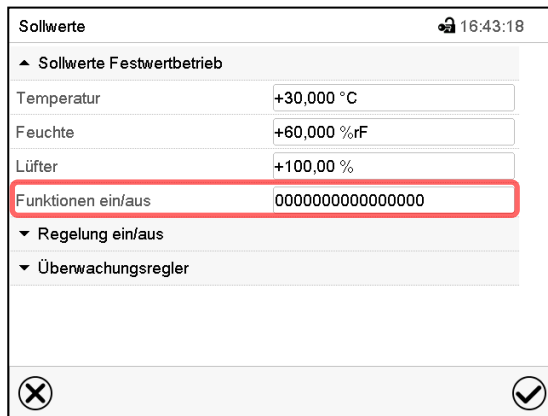 Sollwerte 16:43:18
Sollwerte Festwertbetrieb
Temperatur +30,000 °C
Feuchte +60,000 %rF
Lüfter +100,00 %
Funktionen ein/aus 0000000000000000
Regelung ein/aus
Überwachungsregler